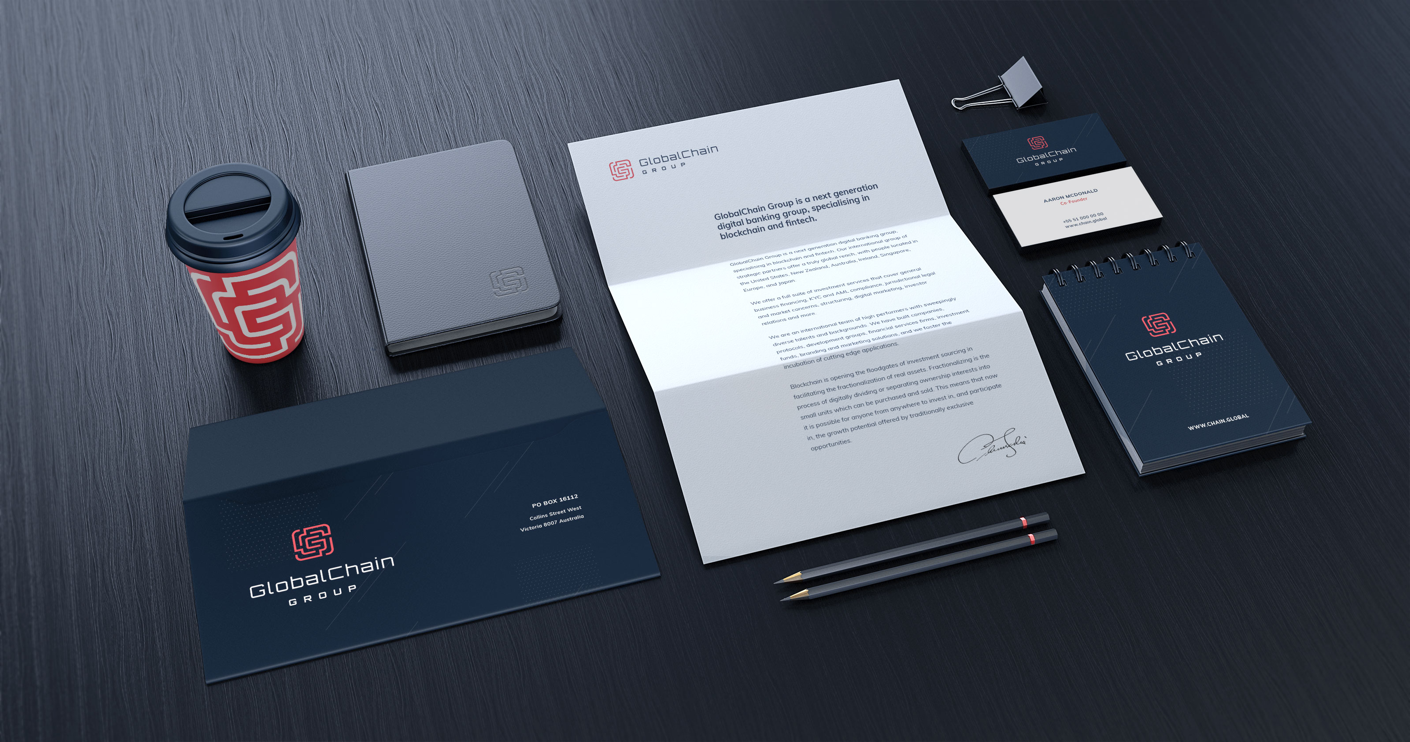 GlobalChain
GROUP
GlobalChain Group is a next generation
digital banking group, specialising in
blockchain and fintech.
GlobalChain Group is a next generation digital banking group,
specialising in blockchain and fintech. Our international group of
strategic partners offer a truly global reach, with people located in
the United States, New Zealand, Australia, Ireland, Singapore,
Europe, and Japan.
We offer a full suite of investment services that cover general
business financing, KYC and AML compliance, jurisdictional legal
and market concerns, structuring, digital marketing, investor
relations and more.
We are an international team of high performers with sweepingly
diverse talents and backgrounds. We have built companies,
protocols, development groups, financial services firms, investment
funds, branding and marketing solutions, and we foster the
incubation of cutting edge applications.
Blockchain is opening the floodgates of investment sourcing in
facilitating the fractionalization of real assets. Fractionalizing is the
process of digitally dividing or separating ownership interests into
small units which can be purchased and sold. This means that now
it is possible for anyone from anywhere to invest in, and participate
in, the growth potential offered by traditionally exclusive
opportunities.
GlobalChain
GROUP
AARON MCDONALD
Co. Founder
+00 01 000 00 00
www.chain.global
GlobalChain
GROUP
WWW.CHAIN.GLOBAL
GlobalChain
GROUP
PO BOX 16112
Collins Street West
Victoria 8007 Australia